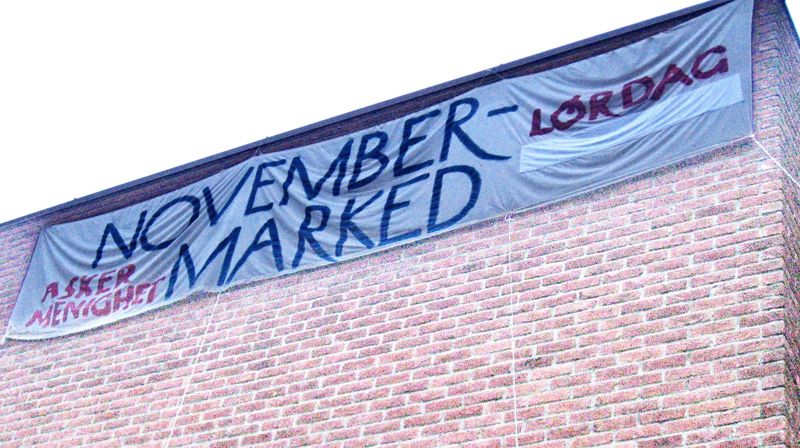 NOVEMBER-
MARKED
LØRDAG
ASKER
MENIGHET